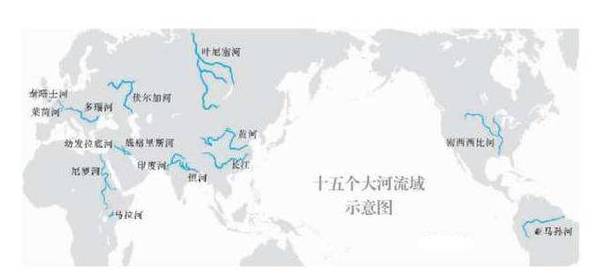 叶尼塞河
泰晤士河
莱茵河
多瑙河
伏尔加河
幼发拉底河
底格里斯河
黄河
印度河
恒河
长江
尼罗河
马拉河
密西西比河
亚马孙河
十五个大河流域
示意图